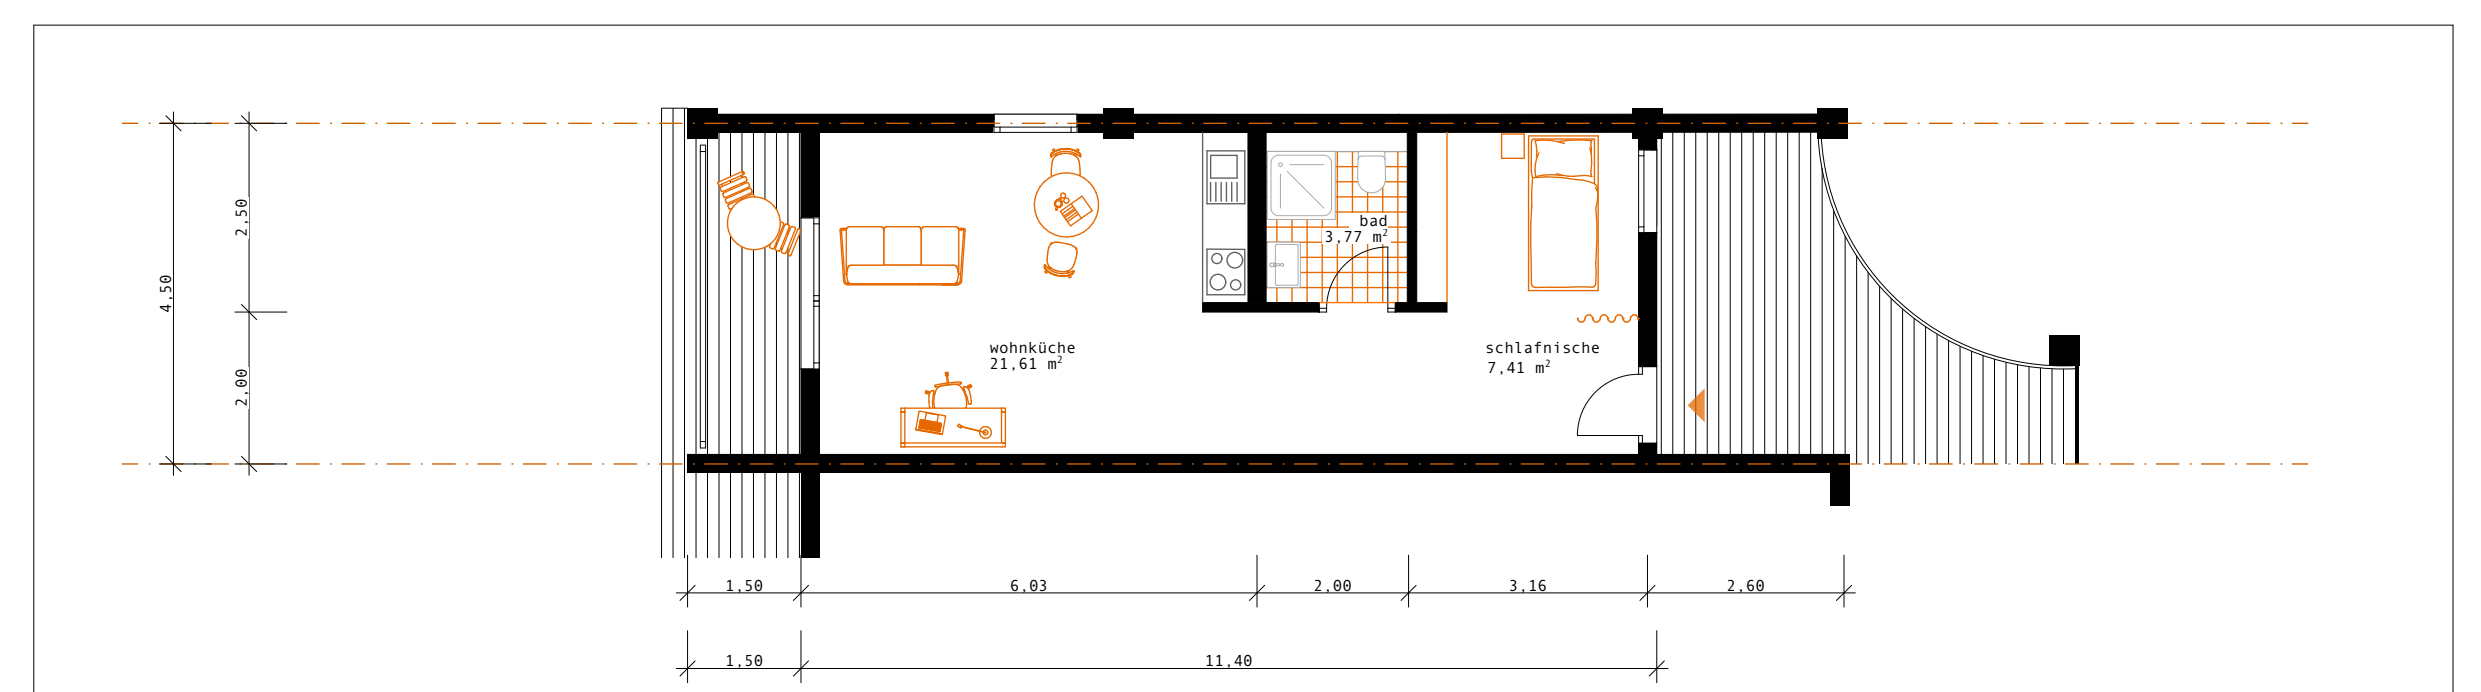 2,50
4,50
2,00
bad
3,77 m²
wohnküche
21,61 m²
schlafnische
7,41 m²
1,50
6,03
2,00
3,16
2,60
1,50
11,40